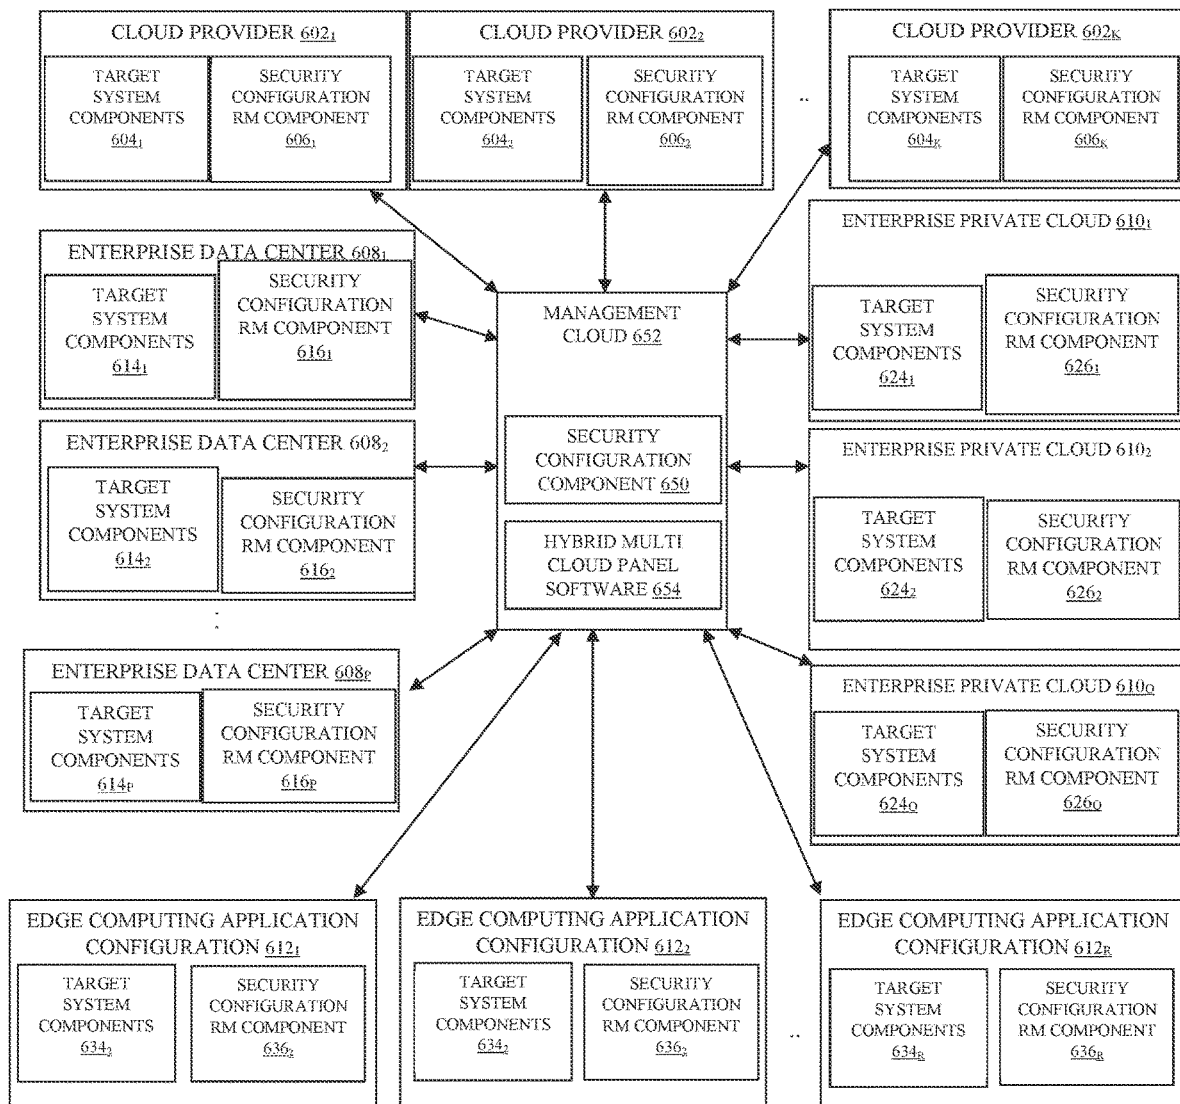 CLOUD PROVIDER 602₁
TARGET
SYSTEM
COMPONENTS
604₁
SECURITY
CONFIGURATION
RM COMPONENT
606₁
CLOUD PROVIDER 602₂
TARGET
SYSTEM
COMPONENTS
604₂
SECURITY
CONFIGURATION
RM COMPONENT
606₂
..
CLOUD PROVIDER 602K
TARGET
SYSTEM
COMPONENTS
604K
SECURITY
CONFIGURATION
RM COMPONENT
606K
ENTERPRISE DATA CENTER 608₁
TARGET
SYSTEM
COMPONENTS
614₁
SECURITY
CONFIGURATION
RM COMPONENT
616₁
ENTERPRISE DATA CENTER 608₂
TARGET
SYSTEM
COMPONENTS
614₂
SECURITY
CONFIGURATION
RM COMPONENT
616₂
:
ENTERPRISE DATA CENTER 608P
TARGET
SYSTEM
COMPONENTS
614P
SECURITY
CONFIGURATION
RM COMPONENT
616P
MANAGEMENT
CLOUD 652
SECURITY
CONFIGURATION
COMPONENT 650
HYBRID MULTI
CLOUD PANEL
SOFTWARE 654
ENTERPRISE PRIVATE CLOUD 610₁
TARGET
SYSTEM
COMPONENTS
624₁
SECURITY
CONFIGURATION
RM COMPONENT
626₁
ENTERPRISE PRIVATE CLOUD 610₂
TARGET
SYSTEM
COMPONENTS
624₂
SECURITY
CONFIGURATION
RM COMPONENT
626₂
ENTERPRISE PRIVATE CLOUD 610Q
TARGET
SYSTEM
COMPONENTS
624Q
SECURITY
CONFIGURATION
RM COMPONENT
626Q
EDGE COMPUTING APPLICATION
CONFIGURATION 612₁
TARGET
SYSTEM
COMPONENTS
634₂
SECURITY
CONFIGURATION
RM COMPONENT
636₂
EDGE COMPUTING APPLICATION
CONFIGURATION 612₂
TARGET
SYSTEM
COMPONENTS
634₂
SECURITY
CONFIGURATION
RM COMPONENT
636₂
..
EDGE COMPUTING APPLICATION
CONFIGURATION 612R
TARGET
SYSTEM
COMPONENTS
634R
SECURITY
CONFIGURATION
RM COMPONENT
636R